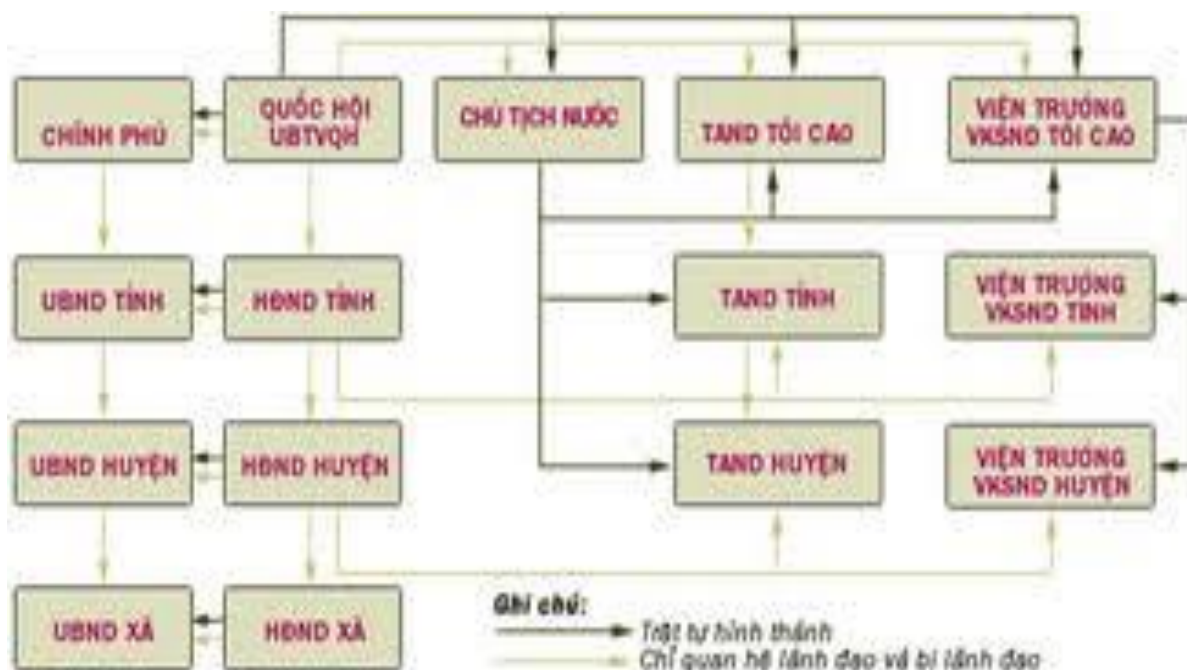 CHÍNH PHỦ
QUỐC HỘI
UBTVQH
CHỦ TỊCH NƯỚC
TAND TỐI CAO
VIỆN TRƯỞNG
VKSND TỐI CAO
UBND TỈNH
HĐND TỈNH
TAND TỈNH
VIỆN TRƯỞNG
VKSND TỈNH
UBND HUYỆN
HĐND HUYỆN
TAND HUYỆN
VIỆN TRƯỞNG
VKSND HUYỆN
UBND XÃ
HĐND XÃ
Ghi chú:
Trật tự hình thành
Chỉ quan hệ lãnh đạo và bị lãnh đạo